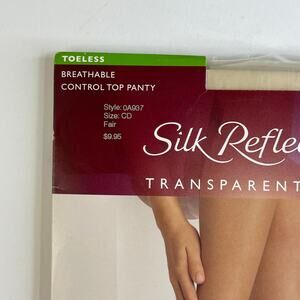 TOELESS
BREATHABLE
CONTROL TOP PANTY
Style: 0A937
Size: CD
Fair
$9.95
Silk Reflec
TRANSPARENT